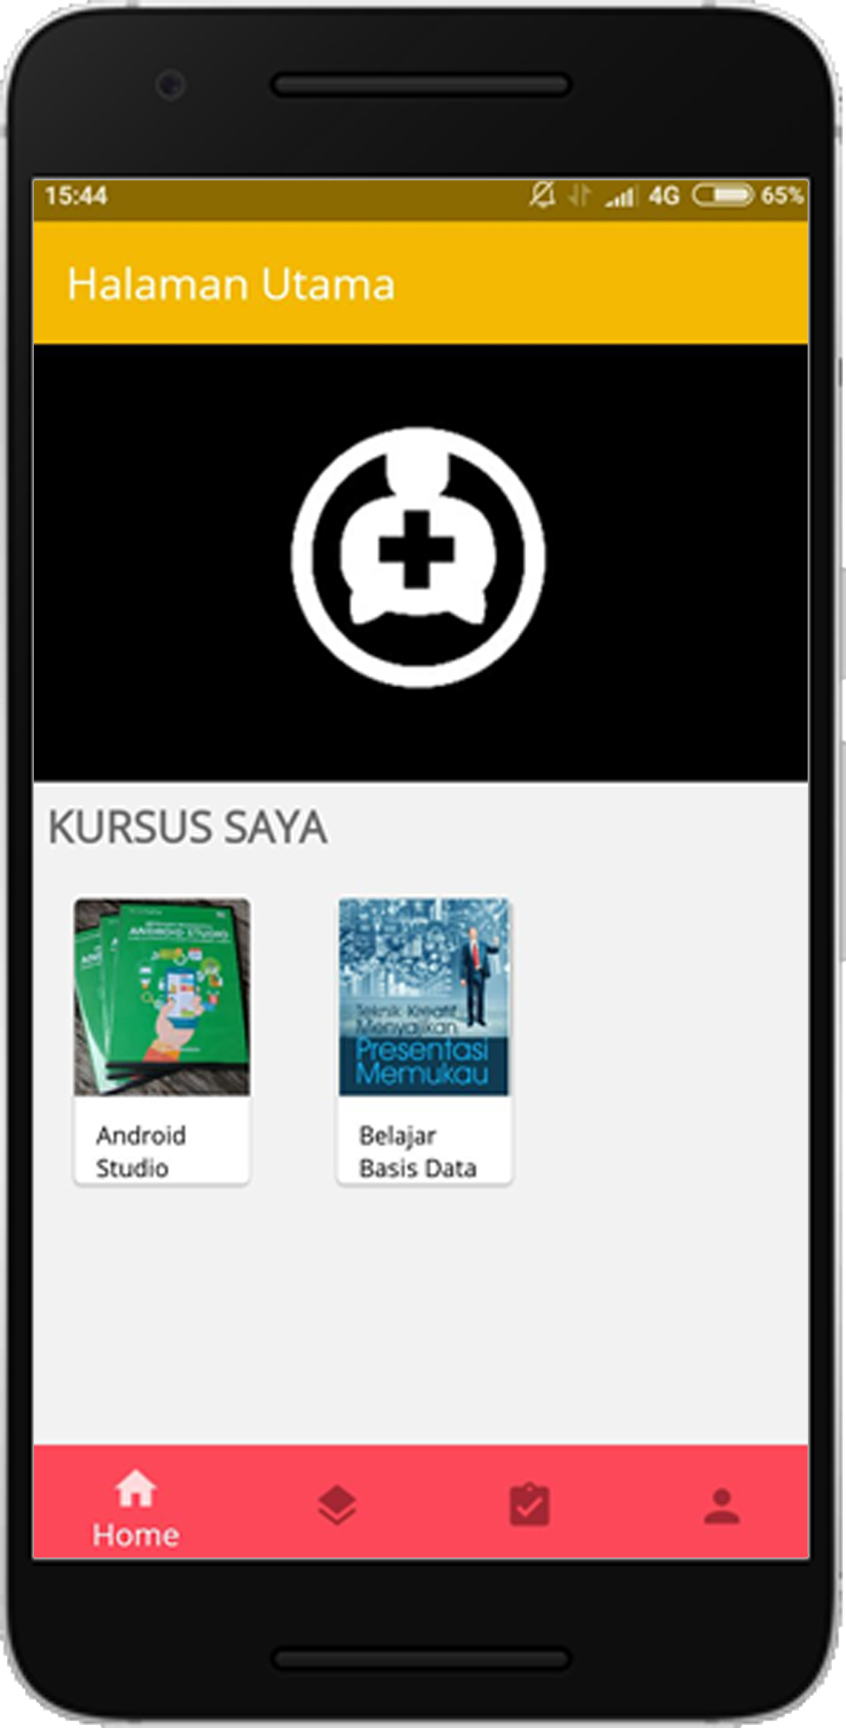 15:44 4G 65%
Halaman Utama
KURSUS SAYA
ANDROID STUDIO
Teknik Kreatif
Menyajikan
Presentasi
Memukau
Android
Studio
Belajar
Basis Data
Home